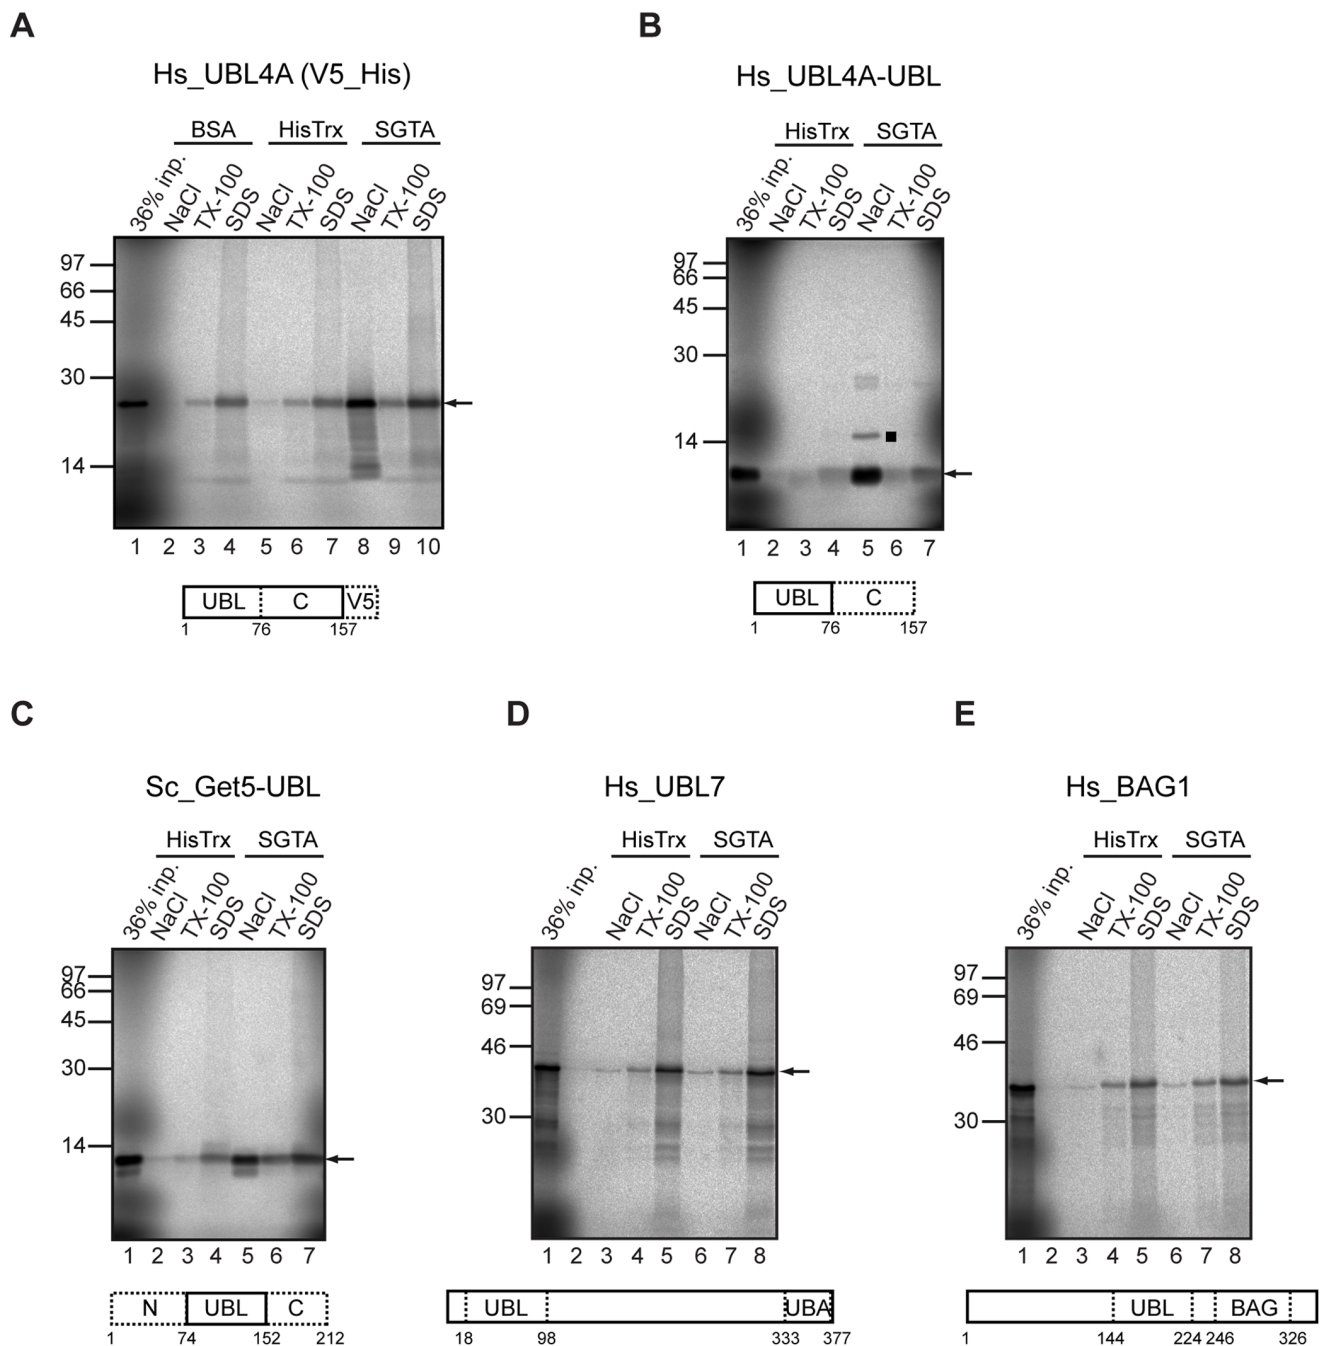 A
Hs_UBL4A (V5_His)
BSA HisTrx SGTA
36% inp. NaCl TX-100 SDS NaCl TX-100 SDS NaCl TX-100 SDS
97
66
45
30
14
1 2 3 4 5 6 7 8 9 10
UBL C V5
1 76 157
B
Hs_UBL4A-UBL
HisTrx SGTA
36% inp. NaCl TX-100 SDS NaCl TX-100 SDS
97
66
45
30
14
1 2 3 4 5 6 7
UBL C
1 76 157
C
Sc_Get5-UBL
HisTrx SGTA
36% inp. NaCl TX-100 SDS NaCl TX-100 SDS
97
66
45
30
14
1 2 3 4 5 6 7
N UBL C
1 74 152 212
D
Hs_UBL7
HisTrx SGTA
36% inp. NaCl TX-100 SDS NaCl TX-100 SDS
97
69
46
30
1 2 3 4 5 6 7 8
UBL UBA
18 98 333 377
E
Hs_BAG1
HisTrx SGTA
36% inp. NaCl TX-100 SDS NaCl TX-100 SDS
97
69
46
30
1 2 3 4 5 6 7 8
UBL BAG
1 144 224 246 326